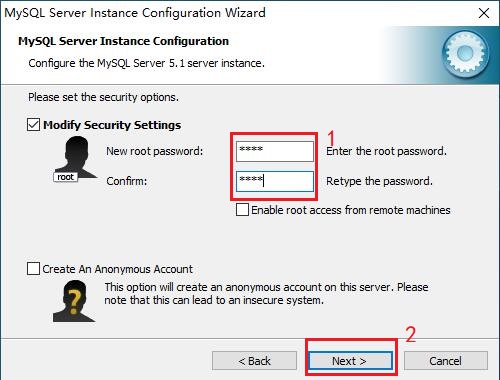 MySQL Server Instance Configuration Wizard
MySQL Server Instance Configuration
Configure the MySQL Server 5.1 server instance.
Please set the security options.
Modify Security Settings
1
New root password: **** Enter the root password.
root
Confirm: **** Retype the password.
Enable root access from remote machines
Create An Anonymous Account
This option will create an anonymous account on this server. Please
note that this can lead to an insecure system.
2
< Back Next > Cancel